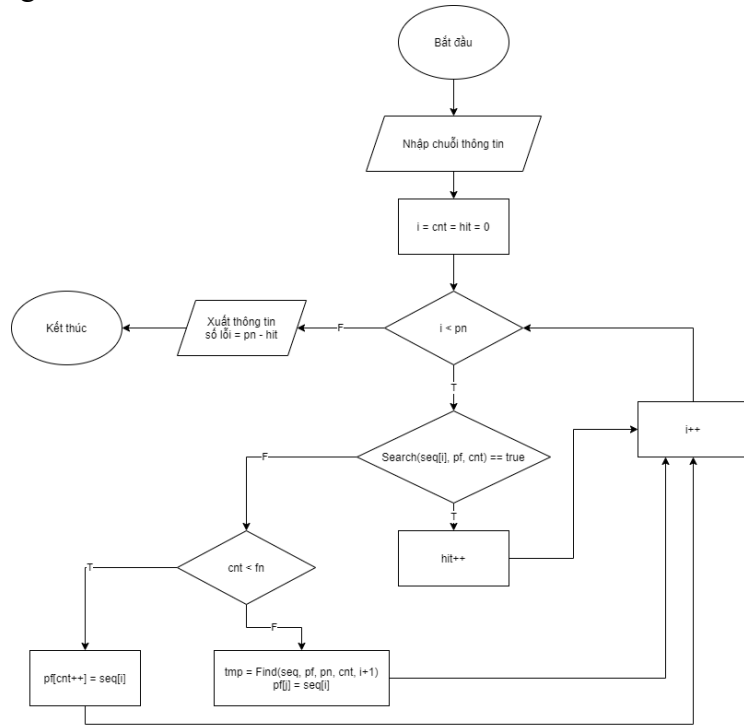 Bắt đầu
Nhập chuỗi thông tin
i = cnt = hit = 0
i < pn
F
Xuất thông tin
số lỗi = pn - hit
Kết thúc
T
i++
Search(seq[i], pf, cnt) == true
F
T
hit++
cnt < fn
T
F
pf[cnt++] = seq[i]
tmp = Find(seq, pf, pn, cnt, i+1)
pf[j] = seq[i]